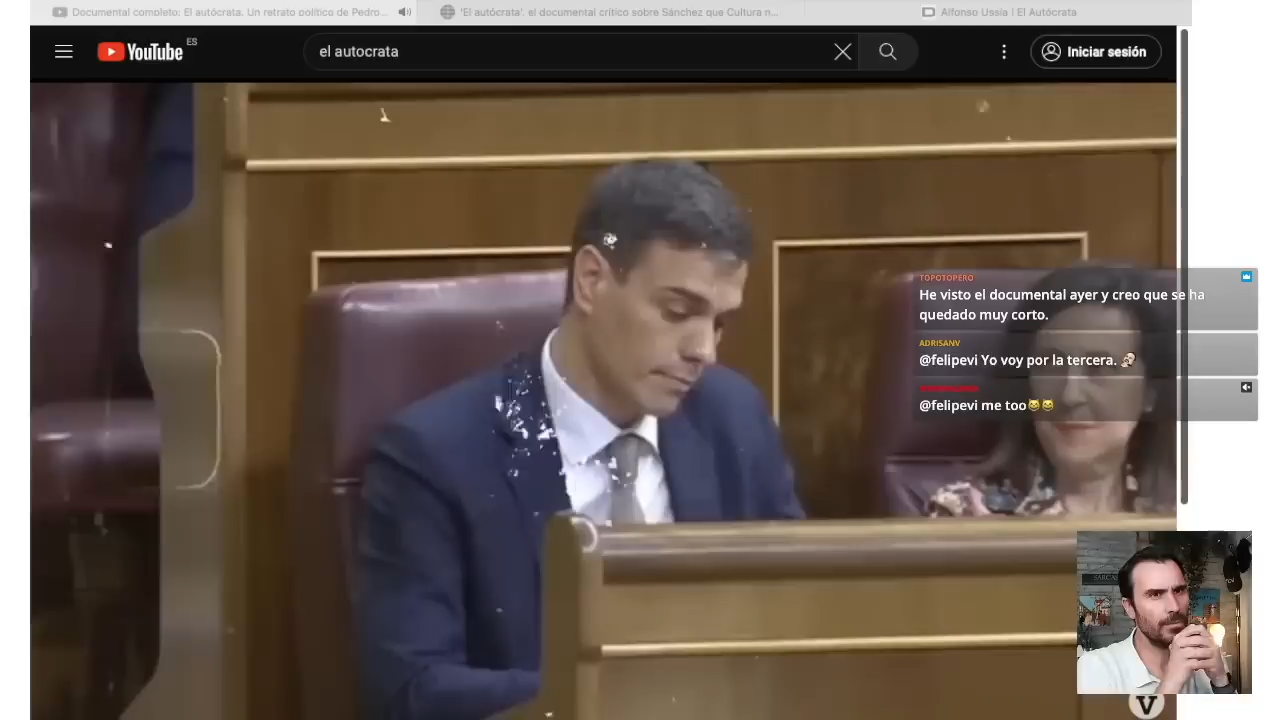 Documental completo: El autócrata. Un retrato político de Pedro...
'El autócrata', el documental crítico sobre Sánchez que Cultura n...
Alfonso Ussía | El Autócrata
YouTube ES
el autocrata
Iniciar sesión
TOPOTOPERO
He visto el documental ayer y creo que se ha
quedado muy corto.
ADRISANV
@felipevi Yo voy por la tercera.
@felipevi me too
V